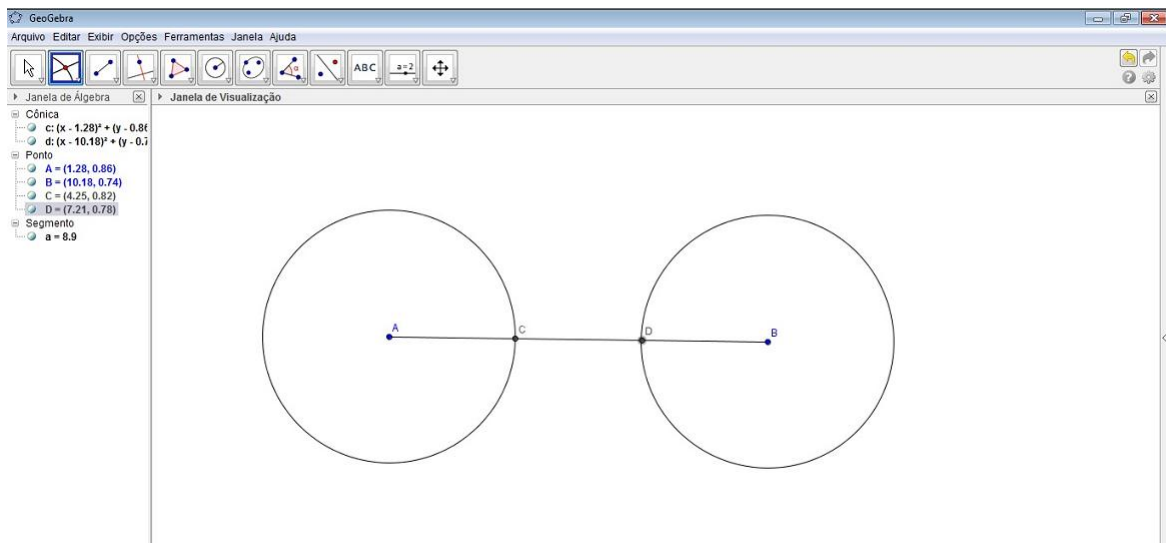 GeoGebra
Arquivo Editar Exibir Opções Ferramentas Janela Ajuda
ABC
a=2
Janela de Álgebra
Janela de Visualização
Cônica
c: (x - 1.28)² + (y - 0.86
d: (x - 10.18)² + (y - 0.7
Ponto
A = (1.28, 0.86)
B = (10.18, 0.74)
C = (4.25, 0.82)
D = (7.21, 0.78)
Segmento
a = 8.9
A
C
D
B